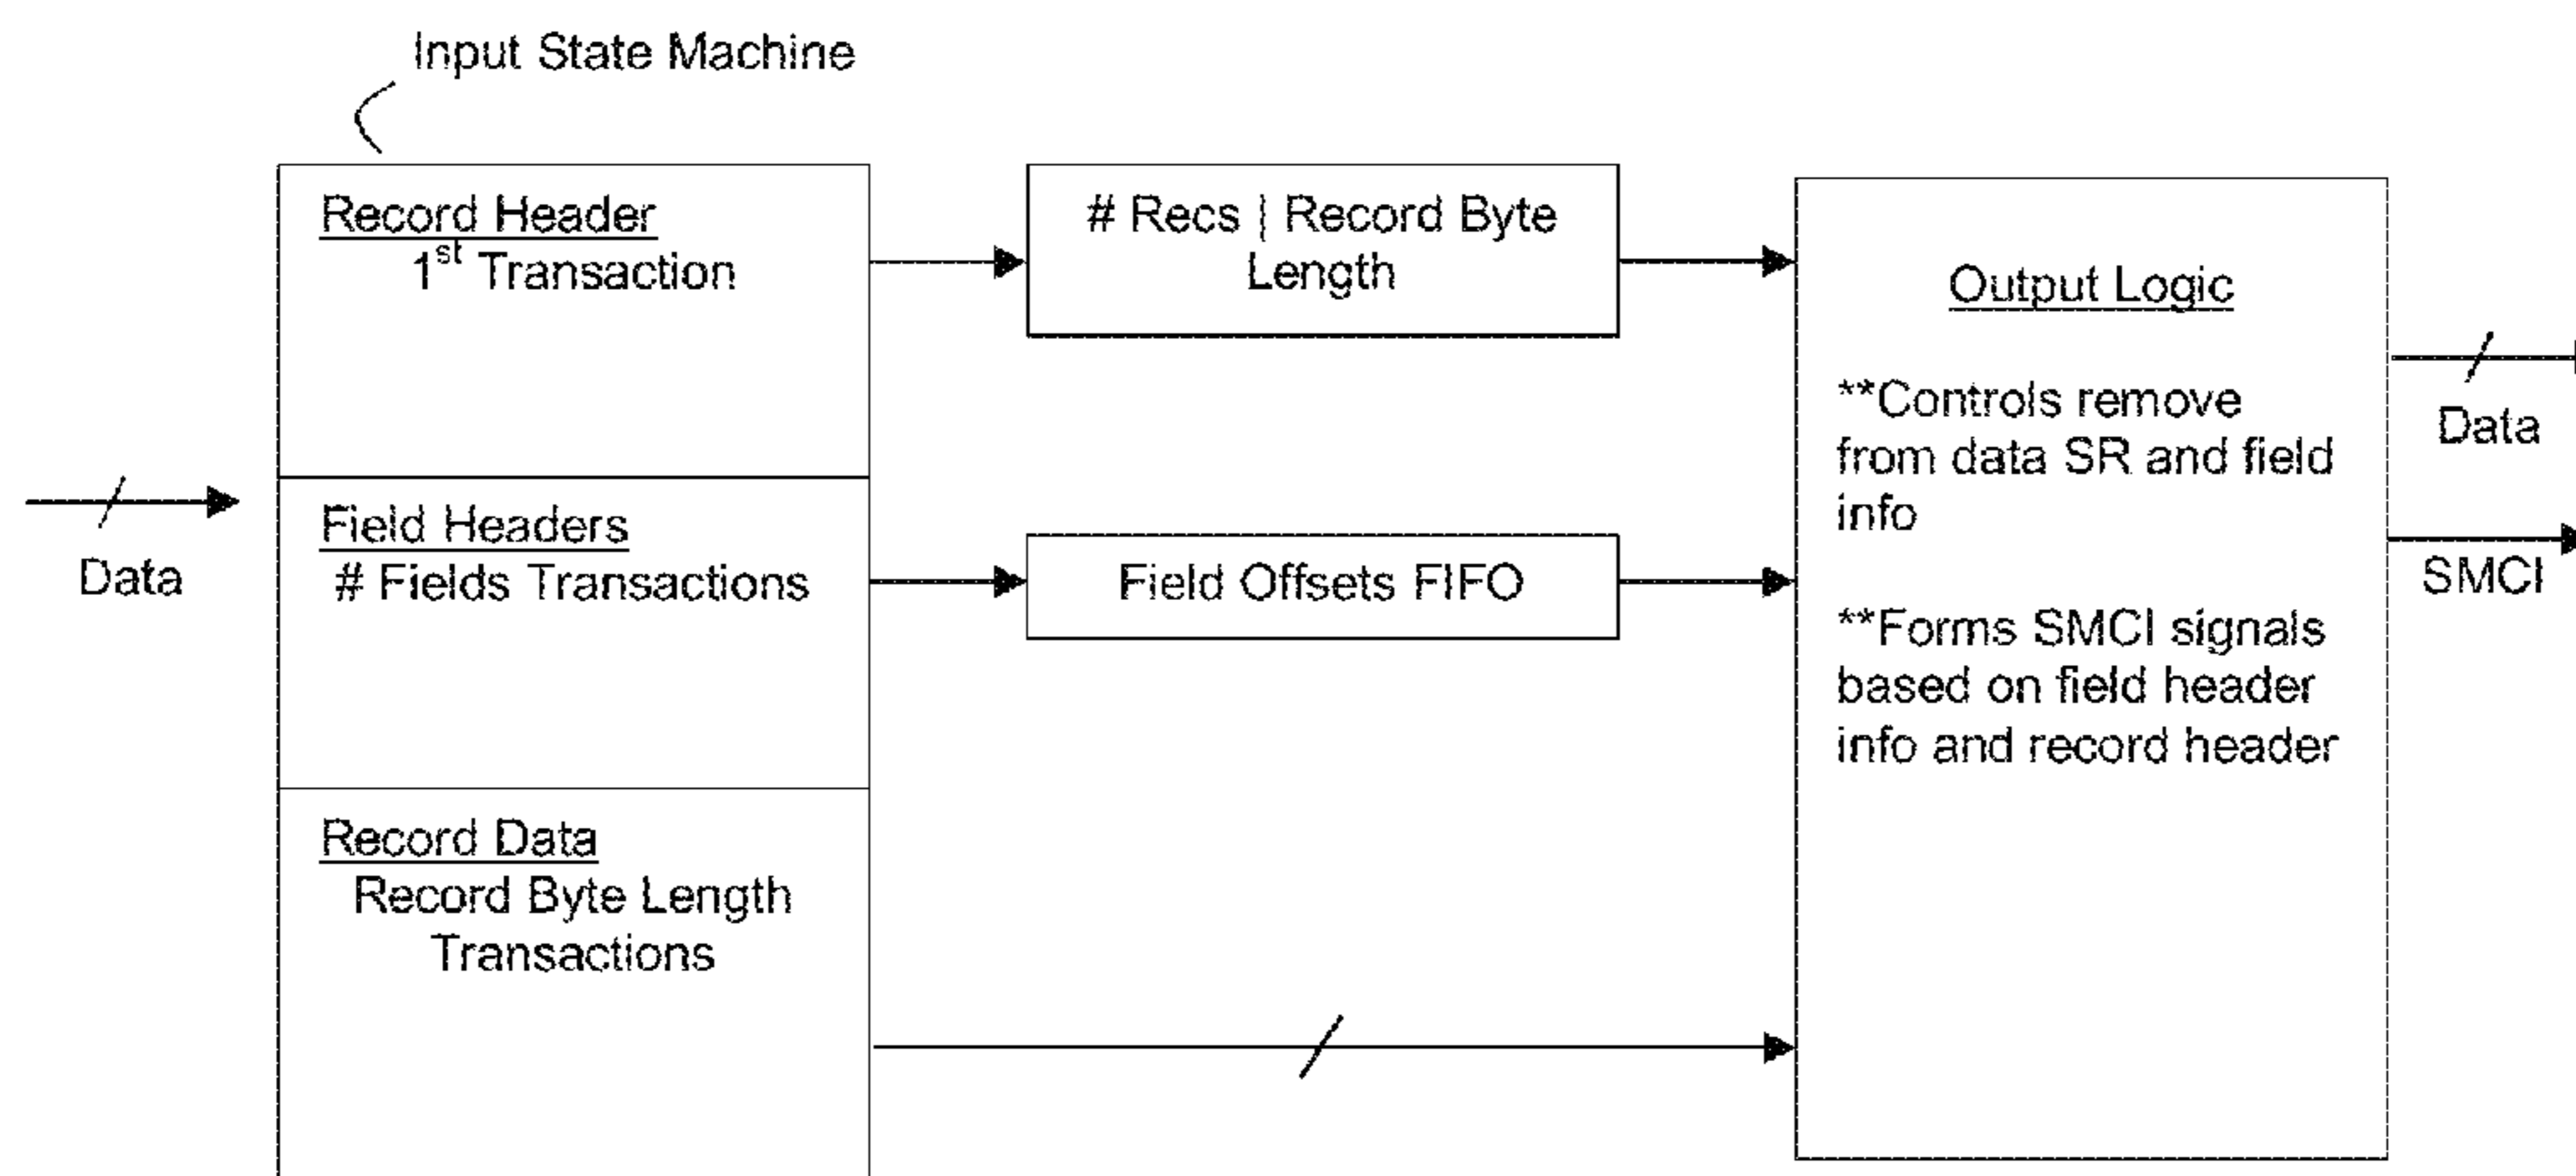 Input State Machine
Record Header
1st Transaction
# Recs | Record Byte
Length
Output Logic
**Controls remove
from data SR and field
info
**Forms SMCI signals
based on field header
info and record header
Data
Field Headers
# Fields Transactions
Field Offsets FIFO
Record Data
Record Byte Length
Transactions
Data
SMCI